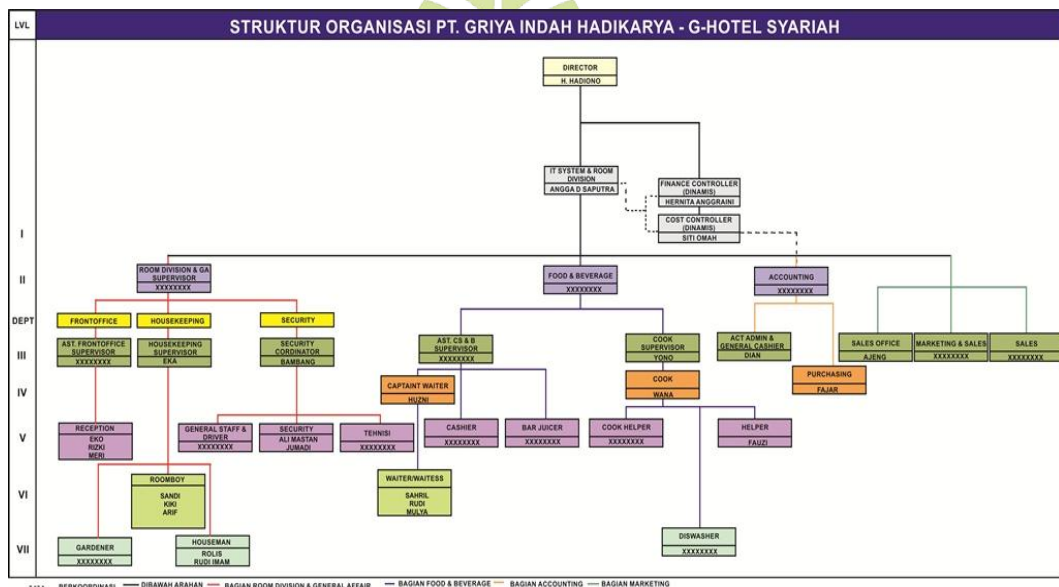 LVL
STRUKTUR ORGANISASI PT. GRIYA INDAH HADIKARYA - G-HOTEL SYARIAH
DIRECTOR
H. HADIONO
IT SYSTEM & ROOM
DIVISION
ANGGA D SAPUTRA
FINANCE CONTROLLER
(DINAMIS)
HERNITA ANGGRAINI
COST CONTROLLER
(DINAMIS)
SITI OMAH
I
II
ROOM DIVISION & GA
SUPERVISOR
XXXXXXXX
FOOD & BEVERAGE
XXXXXXXX
ACCOUNTING
XXXXXXXX
DEPT
FRONTOFFICE
HOUSEKEEPING
SECURITY
III
AST. FRONTOFFICE
SUPERVISOR
XXXXXXXX
HOUSEKEEPING
SUPERVISOR
EKA
SECURITY
CORDINATOR
BAMBANG
AST. CS & B
SUPERVISOR
XXXXXXXX
COOK
SUPERVISOR
YONO
ACT ADMIN &
GENERAL CASHIER
DIAN
SALES OFFICE
AJENG
MARKETING & SALES
XXXXXXXX
SALES
XXXXXXXX
IV
CAPTAINT WAITER
HUZNI
COOK
WANA
PURCHASING
FAJAR
V
RECEPTION
EKO
RIZKI
MERI
GENERAL STAFF &
DRIVER
XXXXXXXX
SECURITY
ALI MASTAN
JUMADI
TEHNISI
XXXXXXXX
CASHIER
XXXXXXXX
BAR JUICER
XXXXXXXX
COOK HELPER
XXXXXXXX
HELPER
FAUZI
VI
ROOMBOY
SANDI
KIKI
ARIF
WAITER/WAITESS
SAHRIL
RUDI
MULYA
VII
GARDENER
XXXXXXXX
HOUSEMAN
ROLIS
RUDI IMAM
DISWASHER
XXXXXXXX
BERKOORDINASI
DIBAWAH ARAHAN
BAGIAN ROOM DIVISION & GENERAL AFFAIR
BAGIAN FOOD & BEVERAGE
BAGIAN ACCOUNTING
BAGIAN MARKETING